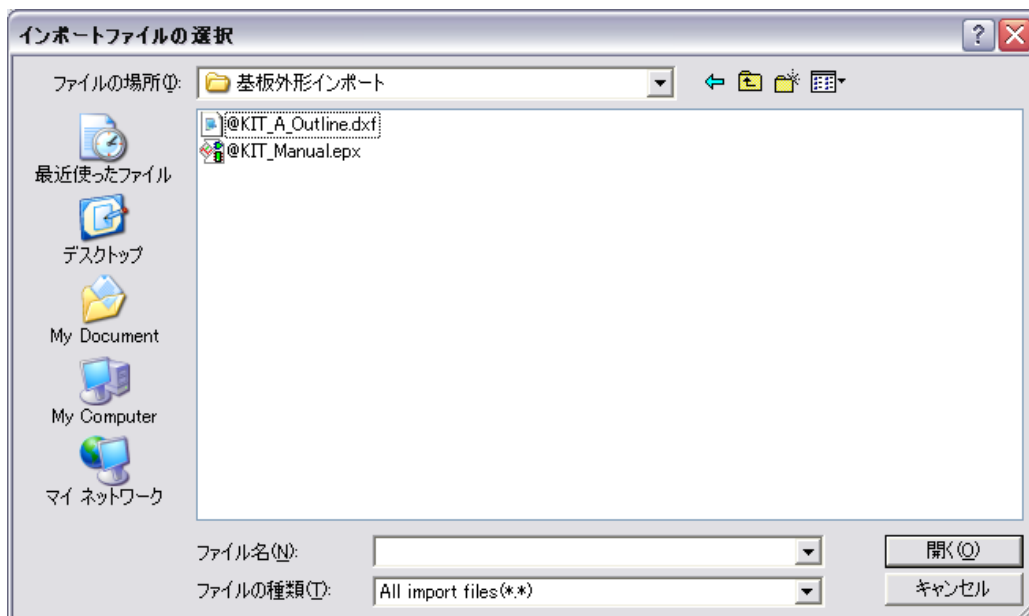 インポートファイルの選択
ファイルの場所(I):
基板外形インポート
@KIT_A_Outline.dxf
@KIT_Manual.epx
最近使ったファイル
デスクトップ
My Document
My Computer
マイ ネットワーク
ファイル名(N):
開く(O)
ファイルの種類(T):
All import files(*.*)
キャンセル